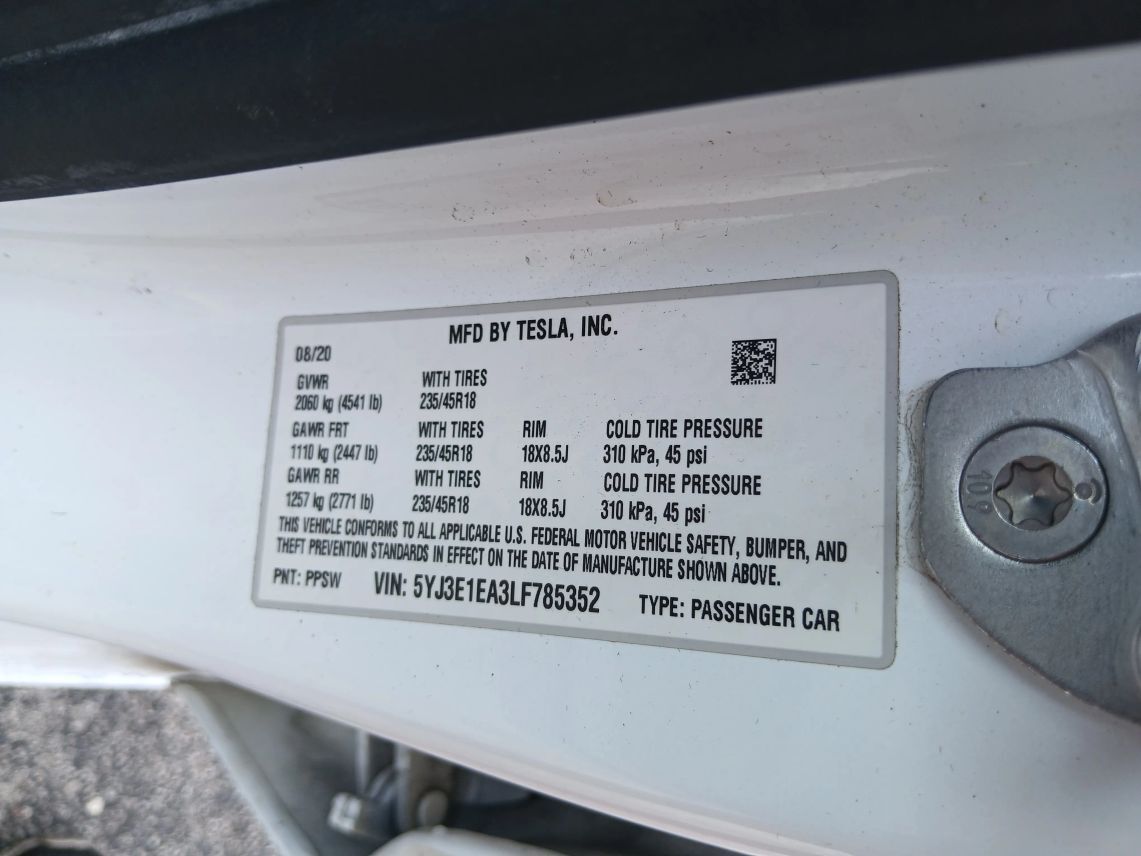 MFD BY TESLA, INC.
08/20
GVWR WITH TIRES
2060 kg (4541 lb) 235/45R18
GAWR FRT WITH TIRES RIM COLD TIRE PRESSURE
1110 kg (2447 lb) 235/45R18 18X8.5J 310 kPa, 45 psi
GAWR RR WITH TIRES RIM COLD TIRE PRESSURE
1257 kg (2771 lb) 235/45R18 18X8.5J 310 kPa, 45 psi
THIS VEHICLE CONFORMS TO ALL APPLICABLE U.S. FEDERAL MOTOR VEHICLE SAFETY, BUMPER, AND
THEFT PREVENTION STANDARDS IN EFFECT ON THE DATE OF MANUFACTURE SHOWN ABOVE.
PNT: PPSW VIN: 5YJ3E1EA3LF785352 TYPE: PASSENGER CAR